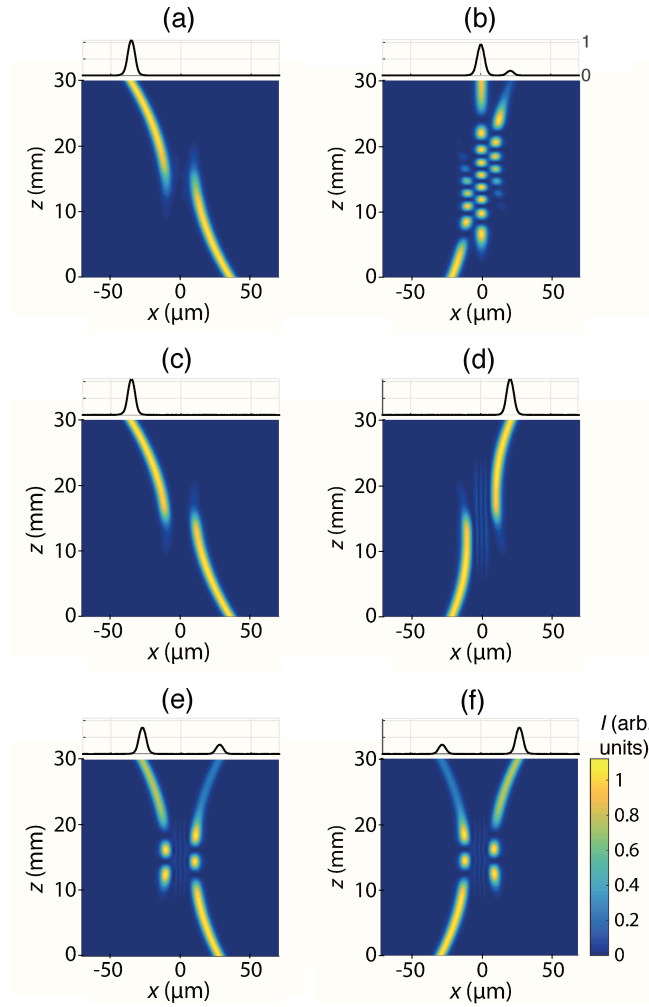 (a) (b)
1
0
30 30
20 20
z (mm) z (mm)
10 10
0 0
-50 0 50 -50 0 50
x (μm) x (μm)
(c) (d)
30 30
20 20
z (mm) z (mm)
10 10
0 0
-50 0 50 -50 0 50
x (μm) x (μm)
(e) (f)
I (arb.
units)
30 30
1
20 20
0.8
z (mm) z (mm)
0.6
10 10
0.4
0.2
0 0 0
-50 0 50 -50 0 50
x (μm) x (μm)